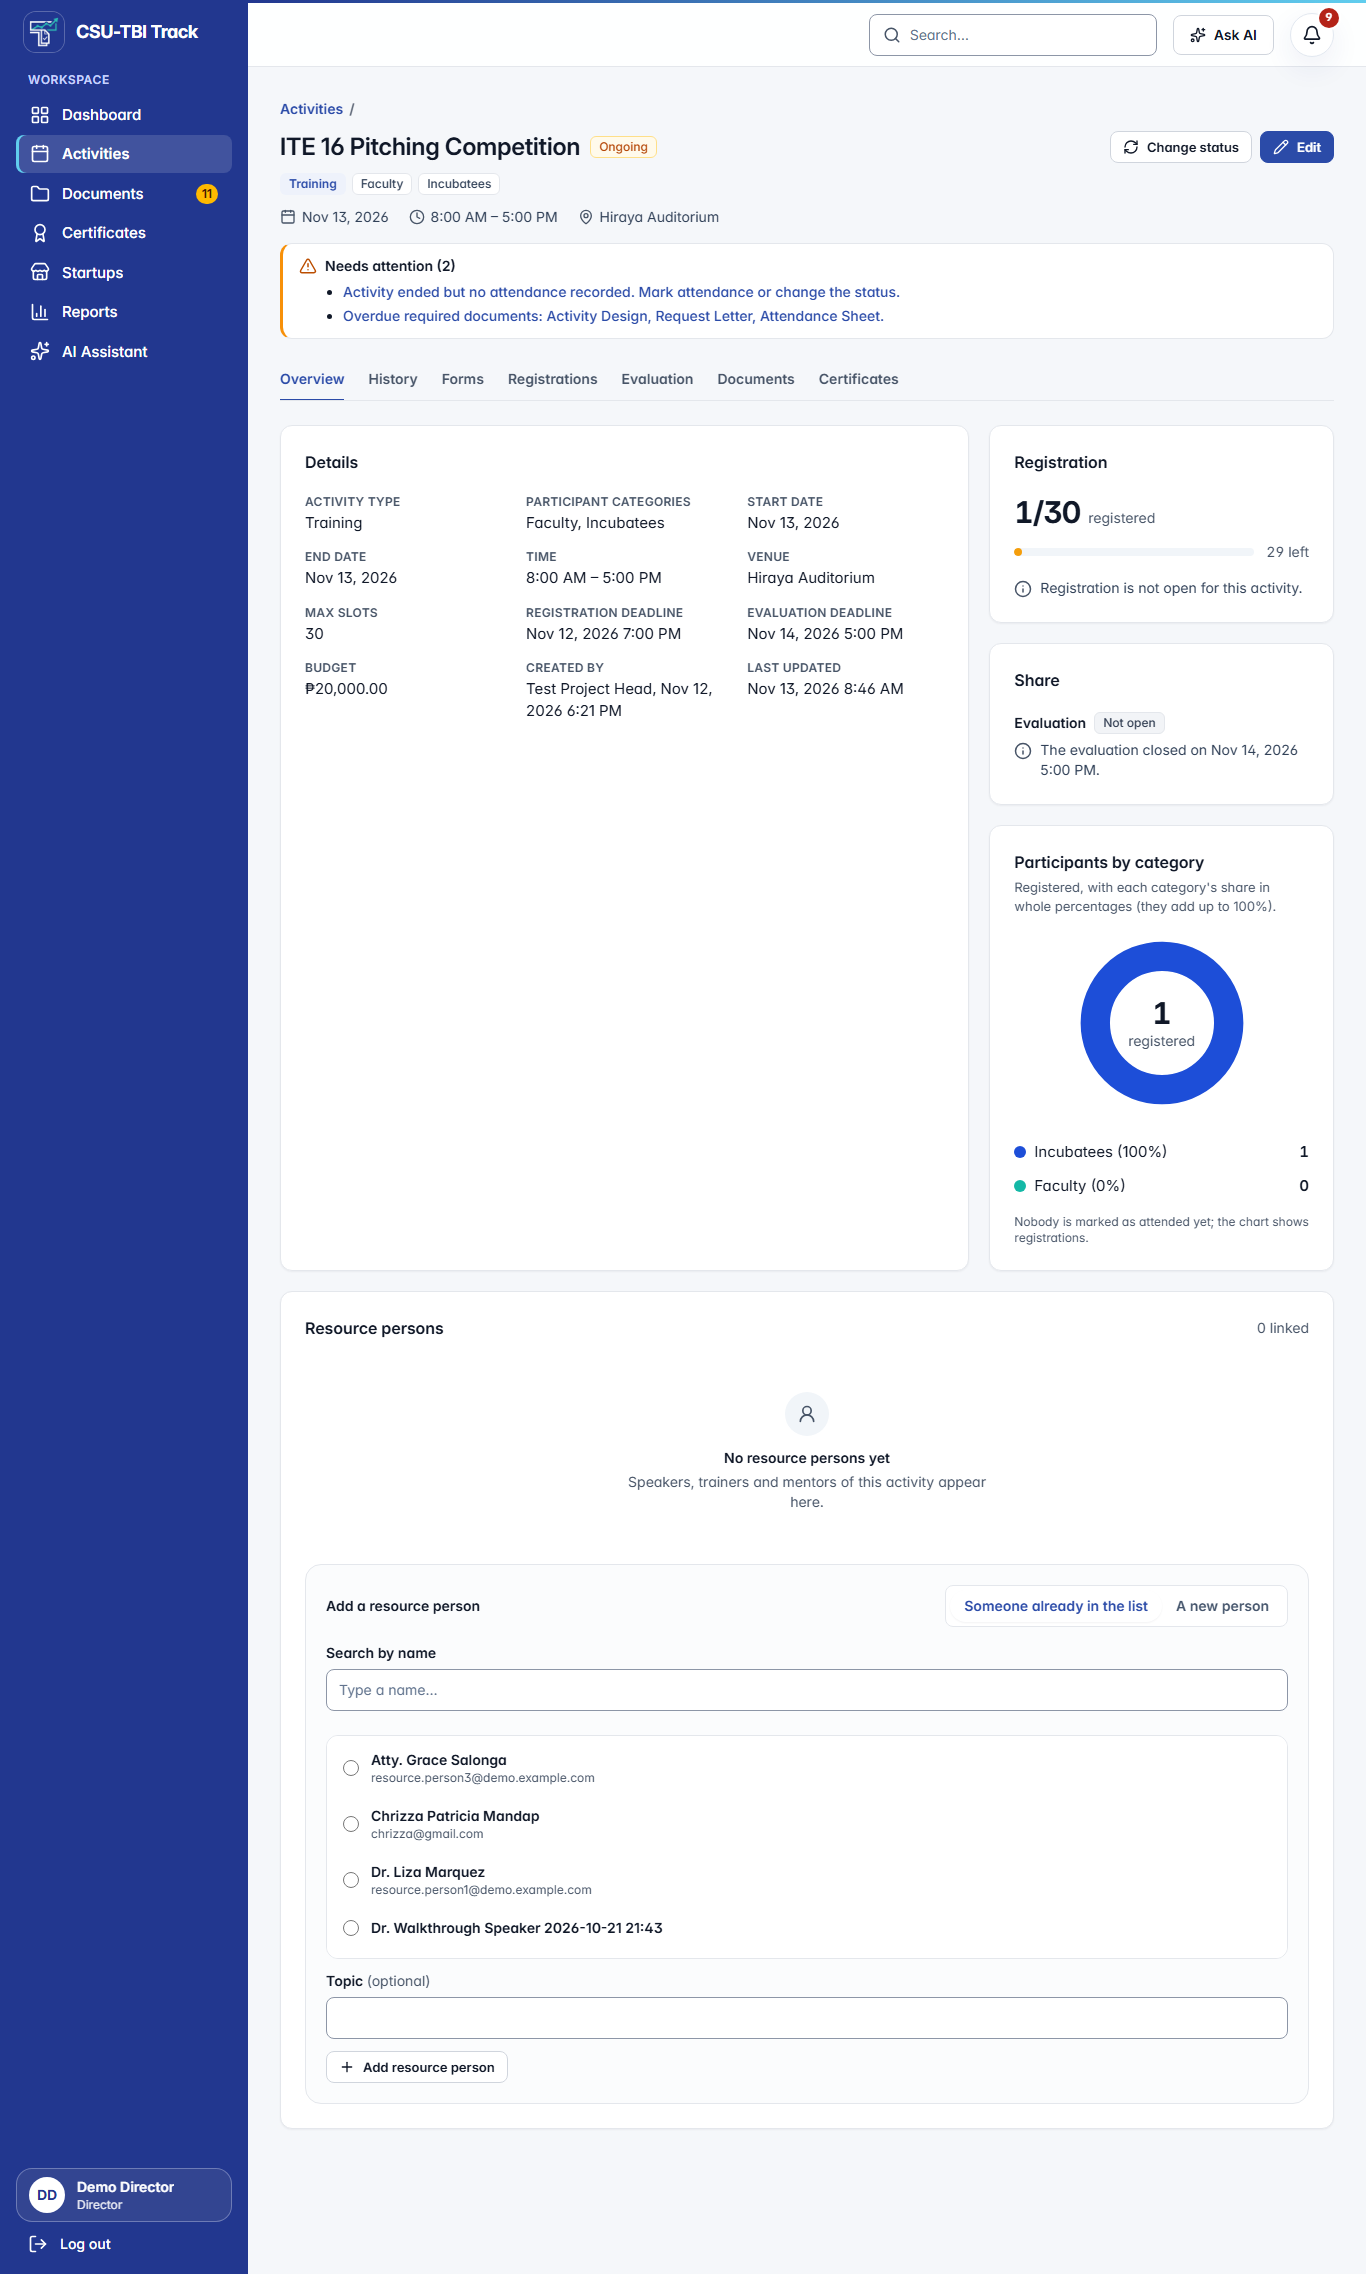 CSU-TBI Track
WORKSPACE
Dashboard
Activities
Documents 11
Certificates
Startups
Reports
AI Assistant
Search...
Ask AI
9
Activities /
ITE 16 Pitching Competition Ongoing
Change status
Edit
Training Faculty Incubatees
Nov 13, 2026 8:00 AM – 5:00 PM Hiraya Auditorium
Needs attention (2)
Activity ended but no attendance recorded. Mark attendance or change the status.
Overdue required documents: Activity Design, Request Letter, Attendance Sheet.
Overview History Forms Registrations Evaluation Documents Certificates
Details
ACTIVITY TYPE
Training
PARTICIPANT CATEGORIES
Faculty, Incubatees
START DATE
Nov 13, 2026
END DATE
Nov 13, 2026
TIME
8:00 AM – 5:00 PM
VENUE
Hiraya Auditorium
MAX SLOTS
30
REGISTRATION DEADLINE
Nov 12, 2026 7:00 PM
EVALUATION DEADLINE
Nov 14, 2026 5:00 PM
BUDGET
₱20,000.00
CREATED BY
Test Project Head, Nov 12,
2026 6:21 PM
LAST UPDATED
Nov 13, 2026 8:46 AM
Registration
1/30 registered
29 left
Registration is not open for this activity.
Share
Evaluation Not open
The evaluation closed on Nov 14, 2026
5:00 PM.
Participants by category
Registered, with each category's share in
whole percentages (they add up to 100%).
1
registered
Incubatees (100%) 1
Faculty (0%) 0
Nobody is marked as attended yet; the chart shows
registrations.
Resource persons
0 linked
No resource persons yet
Speakers, trainers and mentors of this activity appear
here.
Add a resource person
Someone already in the list A new person
Search by name
Type a name...
Atty. Grace Salonga
resource.person3@demo.example.com
Chrizza Patricia Mandap
chrizza@gmail.com
Dr. Liza Marquez
resource.person1@demo.example.com
Dr. Walkthrough Speaker 2026-10-21 21:43
Topic (optional)
Add resource person
DD
Demo Director
Director
Log out